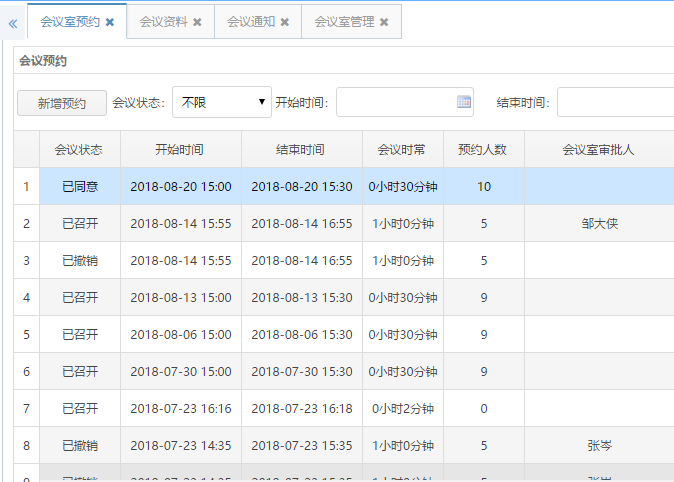 « 会议室预约 ✖ 会议资料 ✖ 会议通知 ✖ 会议室管理 ✖
会议预约
新增预约 会议状态: 不限 开始时间: 结束时间:
会议状态 开始时间 结束时间 会议时常 预约人数 会议室审批人
1 已同意 2018-08-20 15:00 2018-08-20 15:30 0小时30分钟 10
2 已召开 2018-08-14 15:55 2018-08-14 16:55 1小时0分钟 5 邹大侠
3 已撤销 2018-08-14 15:55 2018-08-14 16:55 1小时0分钟 5
4 已召开 2018-08-13 15:00 2018-08-13 15:30 0小时30分钟 9
5 已召开 2018-08-06 15:00 2018-08-06 15:30 0小时30分钟 9
6 已召开 2018-07-30 15:00 2018-07-30 15:30 0小时30分钟 9
7 已召开 2018-07-23 16:16 2018-07-23 16:18 0小时2分钟 0
8 已撤销 2018-07-23 14:35 2018-07-23 15:35 1小时0分钟 5 张岑